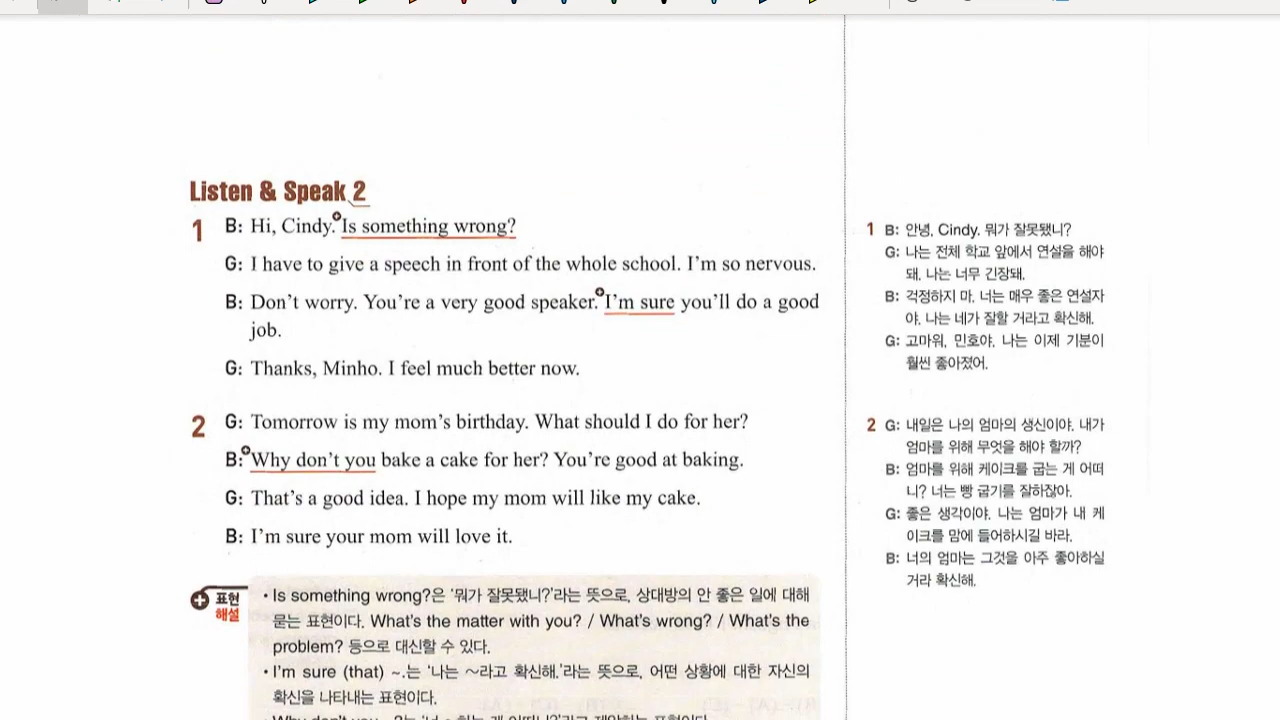 Listen & Speak 2
1 B: Hi, Cindy. Is something wrong?
G: I have to give a speech in front of the whole school. I'm so nervous.
B: Don't worry. You're a very good speaker. I'm sure you'll do a good
job.
G: Thanks, Minho. I feel much better now.
2 G: Tomorrow is my mom's birthday. What should I do for her?
B: Why don't you bake a cake for her? You're good at baking.
G: That's a good idea. I hope my mom will like my cake.
B: I'm sure your mom will love it.
표현
해설
• Is something wrong?은 '뭐가 잘못됐니?'라는 뜻으로, 상대방의 안 좋은 일에 대해
묻는 표현이다. What's the matter with you? / What's wrong? / What's the
problem? 등으로 대신할 수 있다.
• I'm sure (that) ~.는 '나는 ~라고 확신해.'라는 뜻으로, 어떤 상황에 대한 자신의
확신을 나타내는 표현이다.
1 B: 안녕, Cindy. 뭐가 잘못됐니?
G: 나는 전체 학교 앞에서 연설을 해야
돼. 나는 너무 긴장돼.
B: 걱정하지 마. 너는 매우 좋은 연설자
야. 나는 네가 잘할 거라고 확신해.
G: 고마워, 민호야. 나는 이제 기분이
훨씬 좋아졌어.
2 G: 내일은 나의 엄마의 생신이야. 내가
엄마를 위해 무엇을 해야 할까?
B: 엄마를 위해 케이크를 굽는 게 어떠
니? 너는 빵 굽기를 잘하잖아.
G: 좋은 생각이야. 나는 엄마가 내 케
이크를 맘에 들어하시길 바라.
B: 너의 엄마는 그것을 아주 좋아하실
거라 확신해.